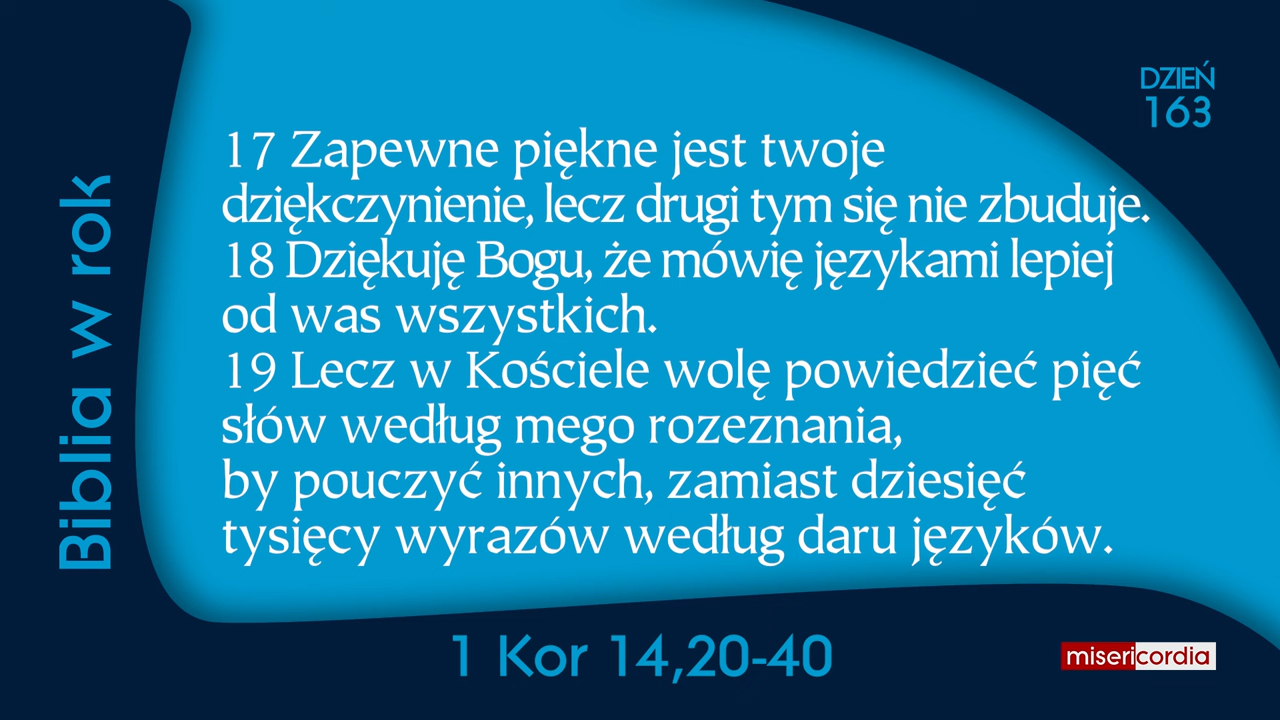 DZIEŃ
163
17 Zapewne piękne jest twoje
dziękczynienie, lecz drugi tym się nie zbuduje.
18 Dziękuję Bogu, że mówię językami lepiej
od was wszystkich.
19 Lecz w Kościele wolę powiedzieć pięć
słów według mego rozeznania,
by pouczyć innych, zamiast dziesięć
tysięcy wyrazów według daru języków.
Biblia w rok
1 Kor 14,20-40
misericordia